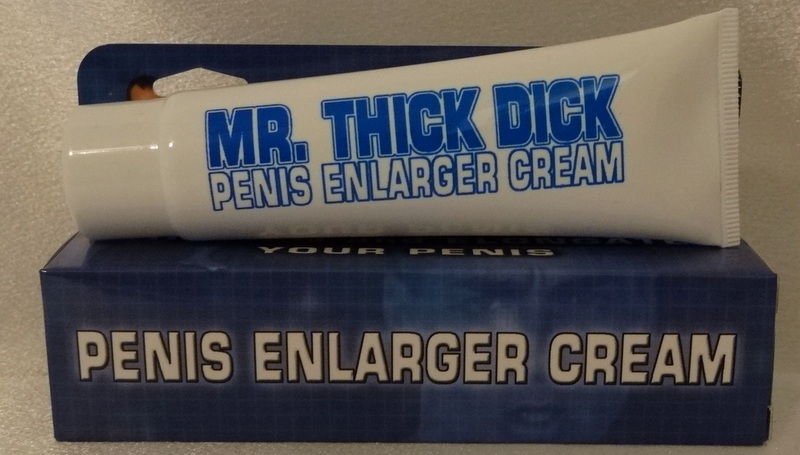 MR. THICK DICK
PENIS ENLARGER CREAM
YOUR PENIS
PENIS ENLARGER CREAM